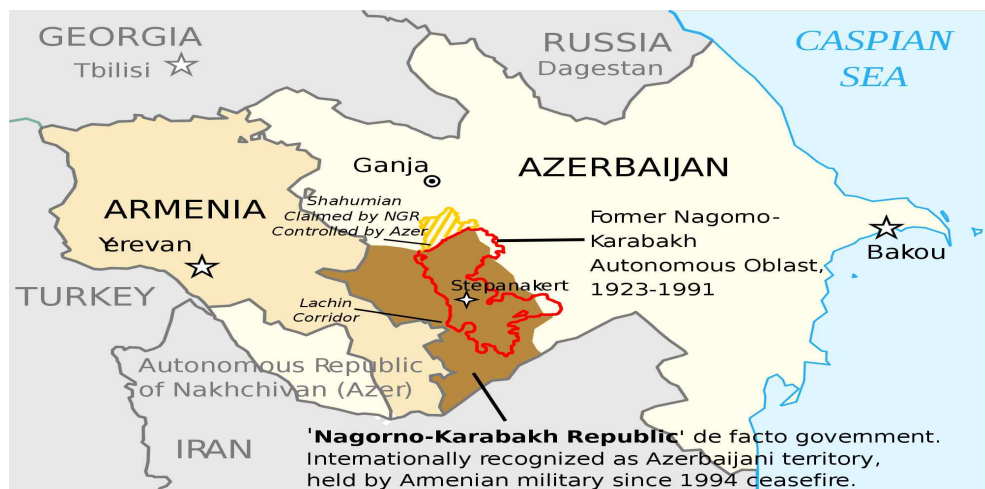 GEORGIA
Tbilisi
RUSSIA
Dagestan
CASPIAN
SEA
Ganja
AZERBAIJAN
Shahumian
Claimed by NGR
Controlled by Azer
ARMENIA
Yerevan
Former Nagorno-
Karabakh
Autonomous Oblast,
1923-1991
Bakou
TURKEY
Stepanakert
Lachin
Corridor
Autonomous Republic
of Nakhchivan (Azer)
IRAN
'Nagorno-Karabakh Republic' de facto government.
Internationally recognized as Azerbaijani territory,
held by Armenian military since 1994 ceasefire.